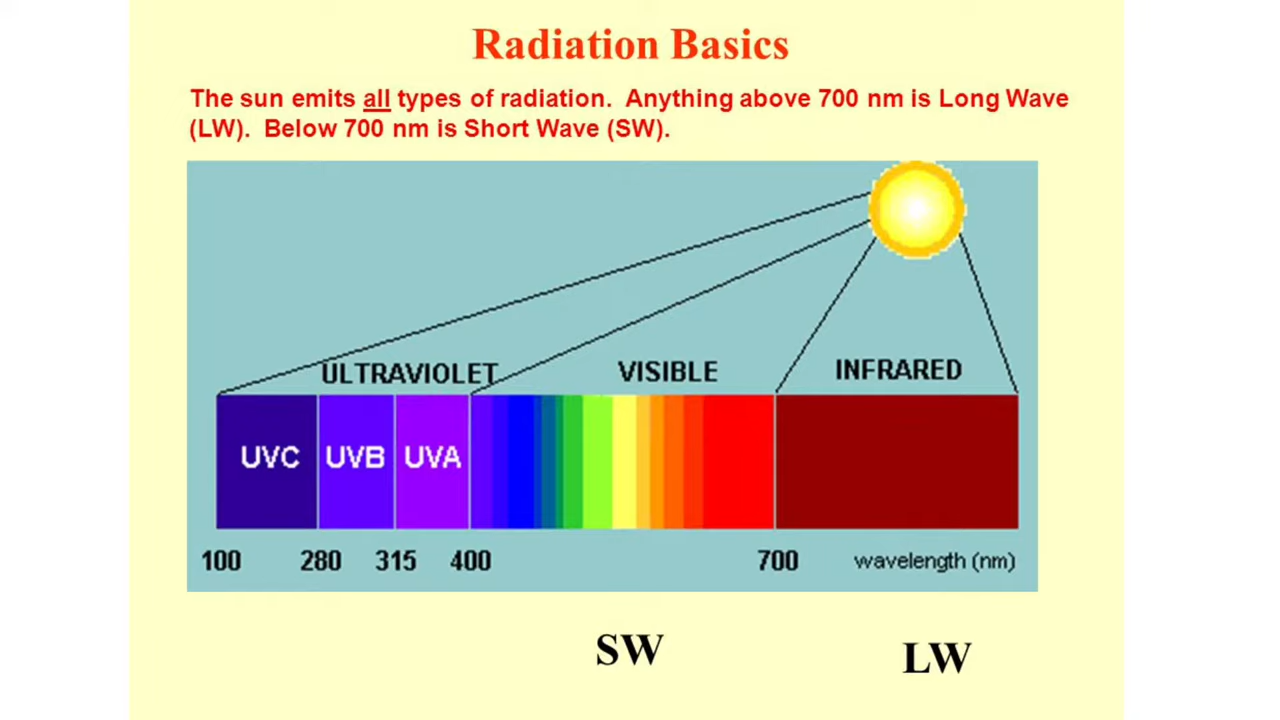 Radiation Basics
The sun emits all types of radiation.  Anything above 700 nm is Long Wave
(LW).  Below 700 nm is Short Wave (SW).
ULTRAVIOLET VISIBLE INFRARED
UVC UVB UVA
100 280 315 400 700 wavelength (nm)
SW LW